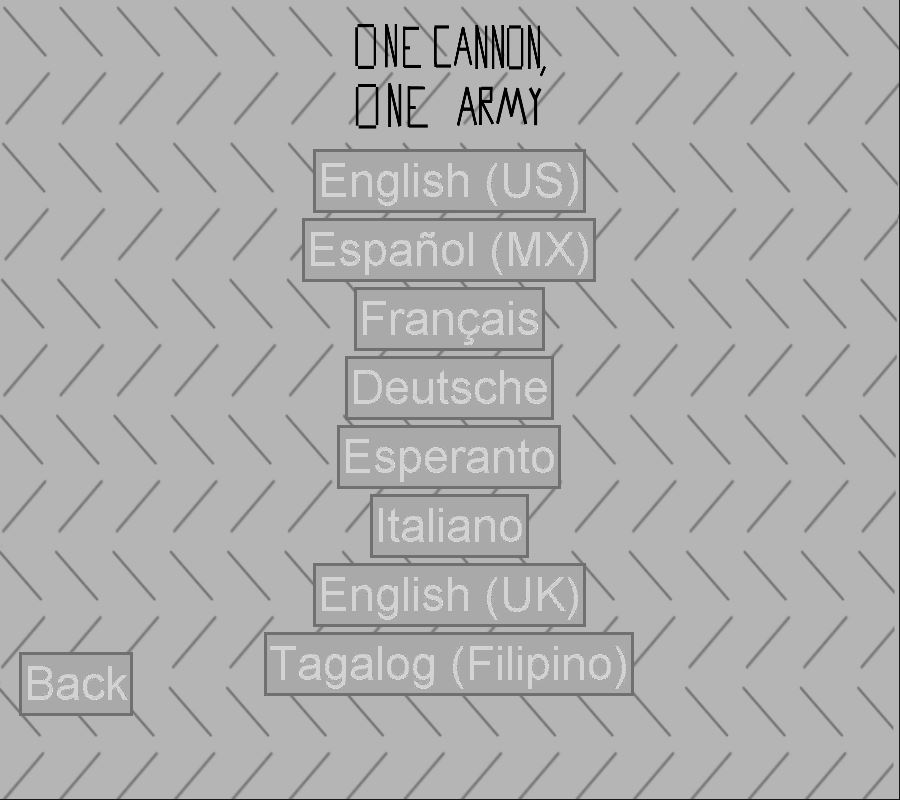 ONE CANNON,
ONE ARMY
English (US)
Español (MX)
Français
Deutsche
Esperanto
Italiano
English (UK)
Tagalog (Filipino)
Back